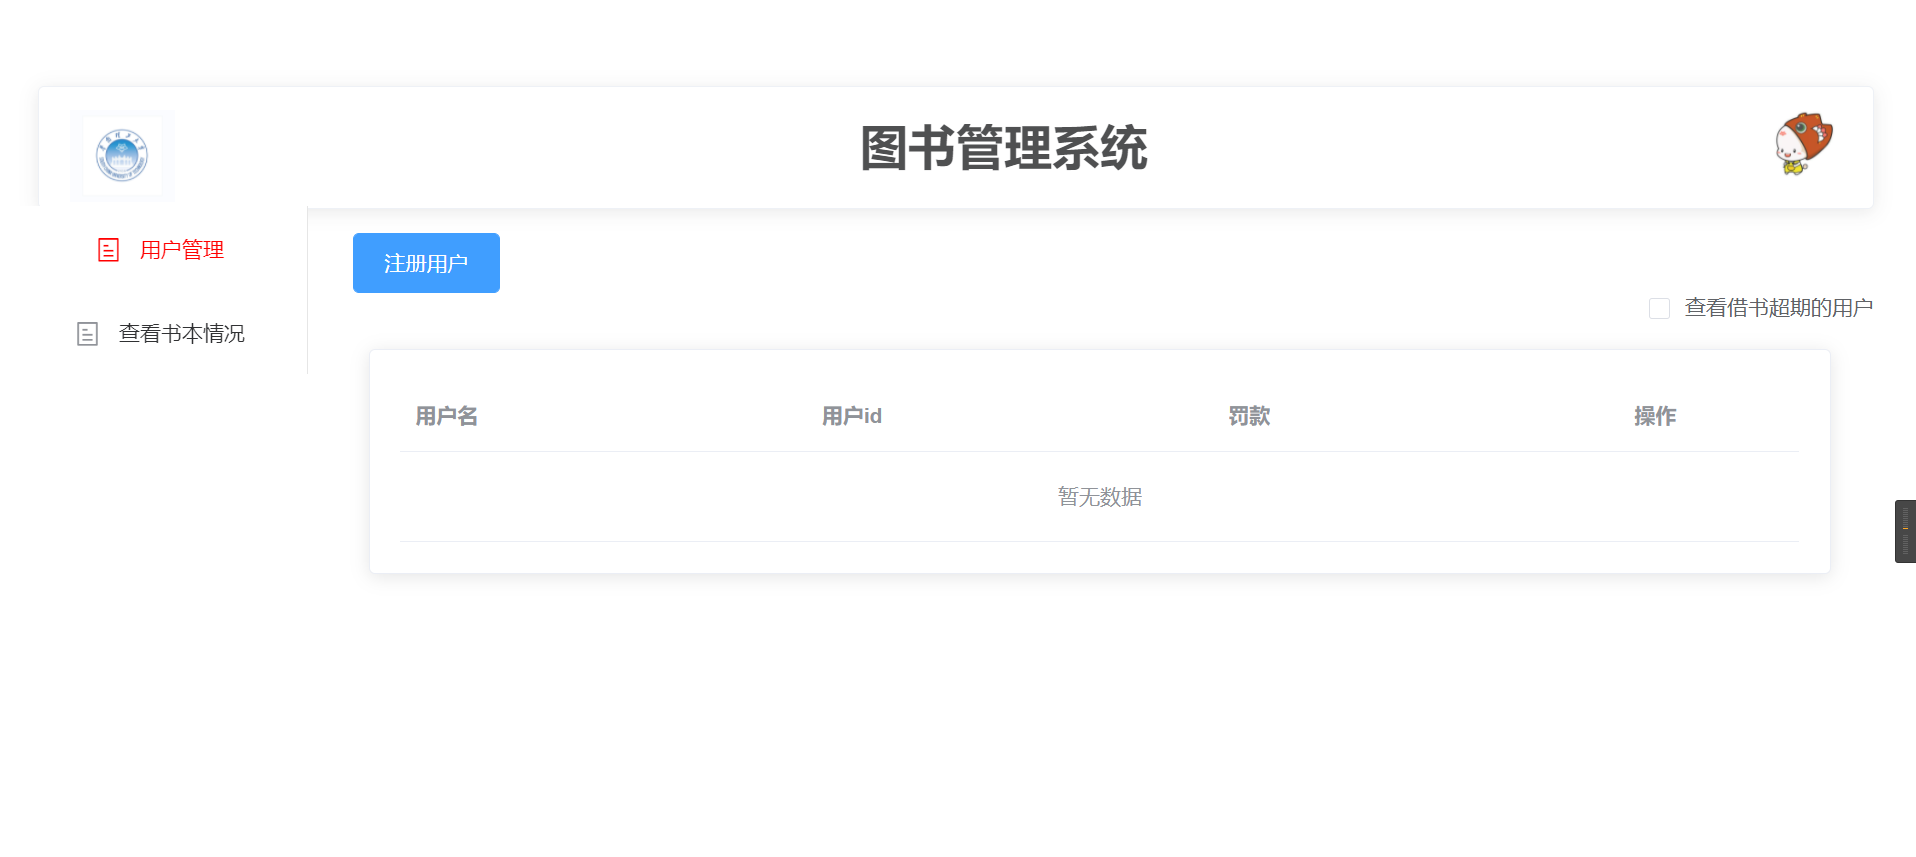 图书管理系统
用户管理
查看书本情况
注册用户
查看借书超期的用户
用户名 用户id 罚款 操作
暂无数据